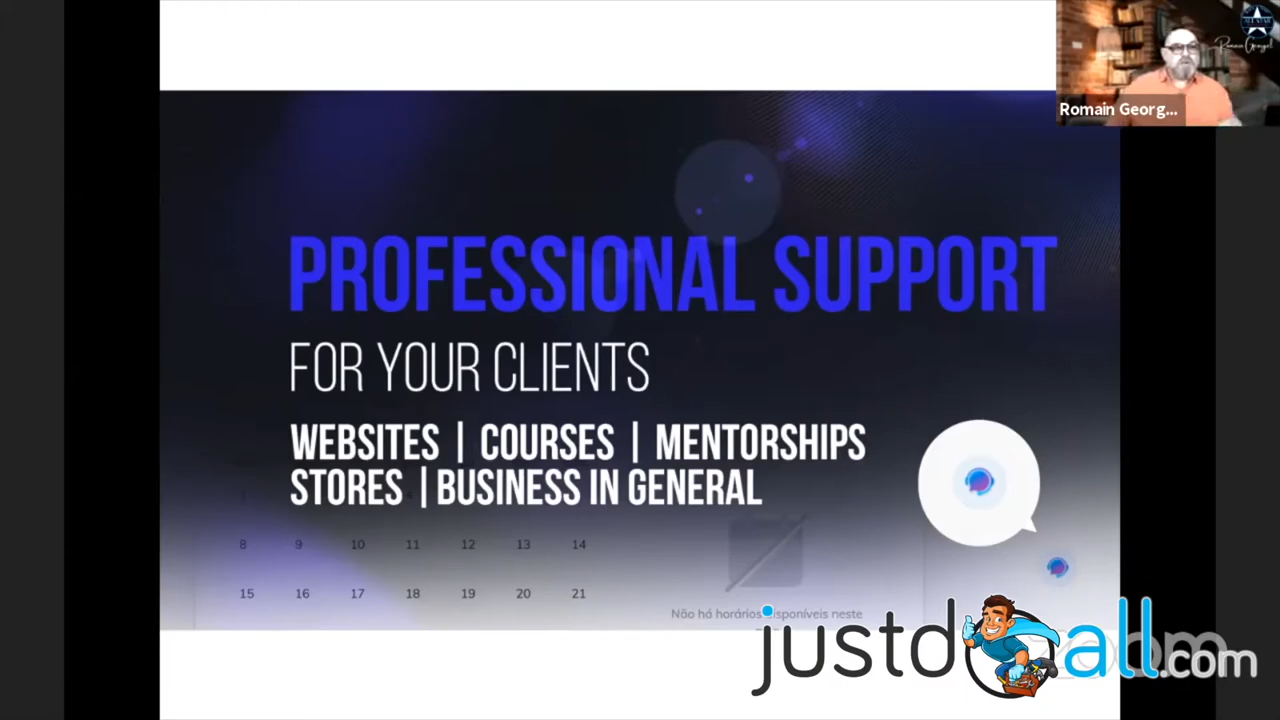 Romain Georg...
PROFESSIONAL SUPPORT
FOR YOUR CLIENTS
WEBSITES | COURSES | MENTORSHIPS
STORES | BUSINESS IN GENERAL
8 9 10 11 12 13 14
15 16 17 18 19 20 21
Não há horários disponíveis neste
zoom
justdoall.com